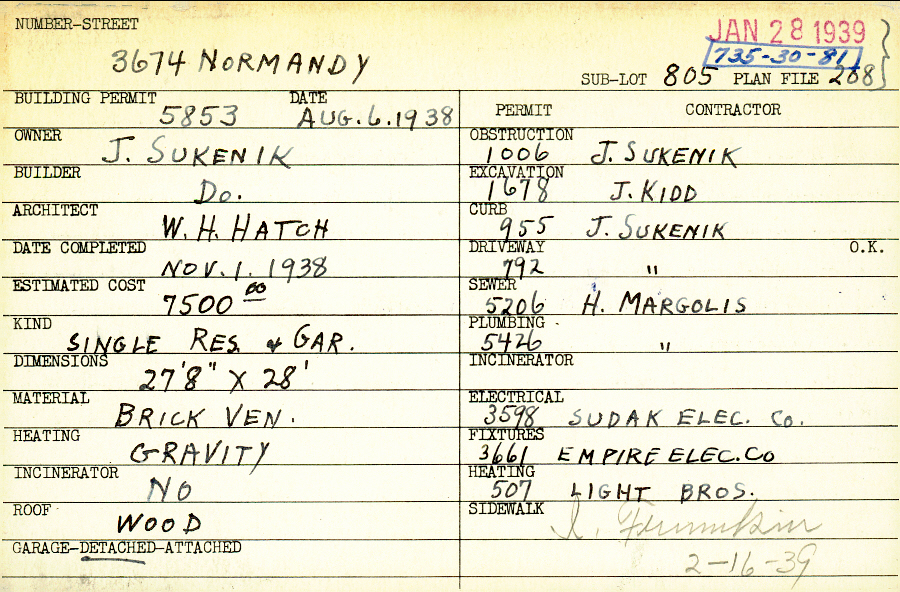 NUMBER-STREET
JAN 28 1939
3674 NORMANDY
735-30-81
SUB-LOT 805 PLAN FILE 208
BUILDING PERMIT DATE
5853 AUG. 6. 1938
OWNER
J. SUKENIK
BUILDER
Do.
ARCHITECT
W. H. HATCH
DATE COMPLETED
NOV. 1. 1938
ESTIMATED COST
7500 00
KIND
SINGLE RES. & GAR.
DIMENSIONS
27'8" X 28'
MATERIAL
BRICK VEN.
HEATING
GRAVITY
INCINERATOR
NO
ROOF
WOOD
GARAGE-DETACHED-ATTACHED
PERMIT CONTRACTOR
OBSTRUCTION
1006 J. SUKENIK
EXCAVATION
1678 J. KIDD
CURB
955 J. SUKENIK
DRIVEWAY O.K.
792 "
SEWER
5206 H. MARGOLIS
PLUMBING
5426 "
INCINERATOR
ELECTRICAL
3598 SUDAK ELEC. Co.
FIXTURES
3661 EMPIRE ELEC. Co
HEATING
507 LIGHT BROS.
SIDEWALK
2-16-39